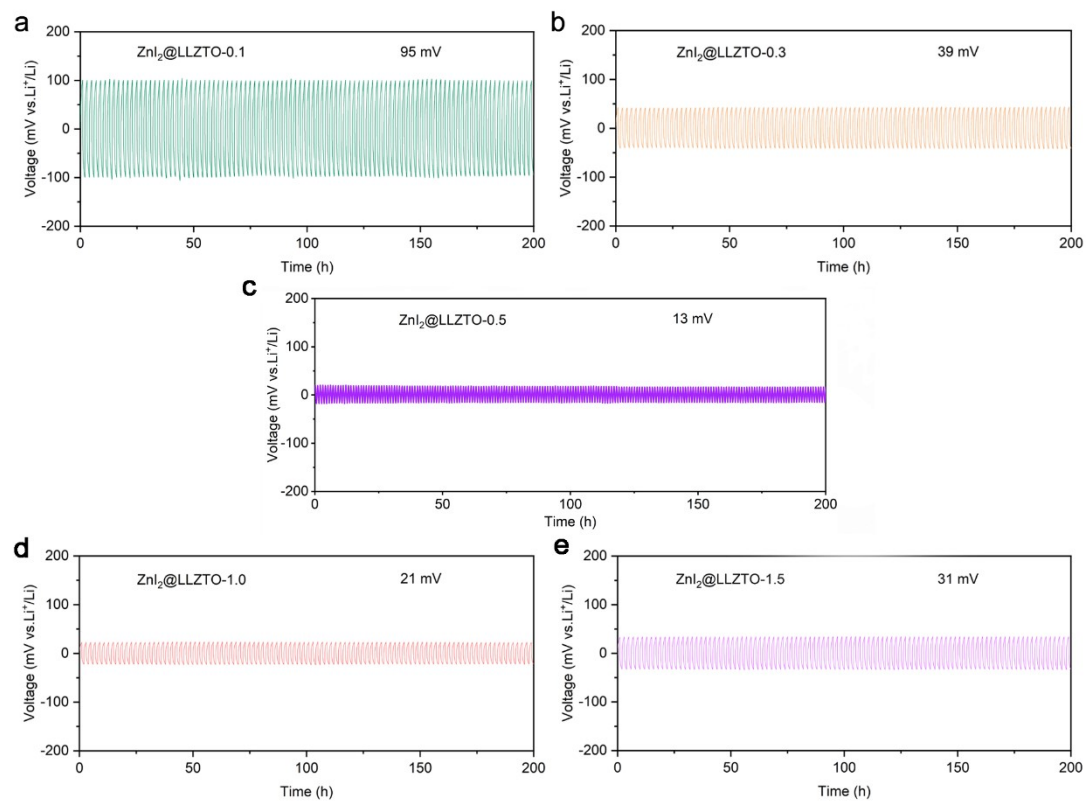 a
ZnI₂@LLZTO-0.1 95 mV
Voltage (mV vs.Li⁺/Li)
200
100
0
-100
-200
0 50 100 150 200
Time (h)
b
ZnI₂@LLZTO-0.3 39 mV
Voltage (mV vs.Li⁺/Li)
200
100
0
-100
-200
0 50 100 150 200
Time (h)
c
ZnI₂@LLZTO-0.5 13 mV
Voltage (mV vs.Li⁺/Li)
200
100
0
-100
-200
0 50 100 150 200
Time (h)
d
ZnI₂@LLZTO-1.0 21 mV
Voltage (mV vs.Li⁺/Li)
200
100
0
-100
-200
0 50 100 150 200
Time (h)
e
ZnI₂@LLZTO-1.5 31 mV
Voltage (mV vs.Li⁺/Li)
200
100
0
-100
-200
0 50 100 150 200
Time (h)